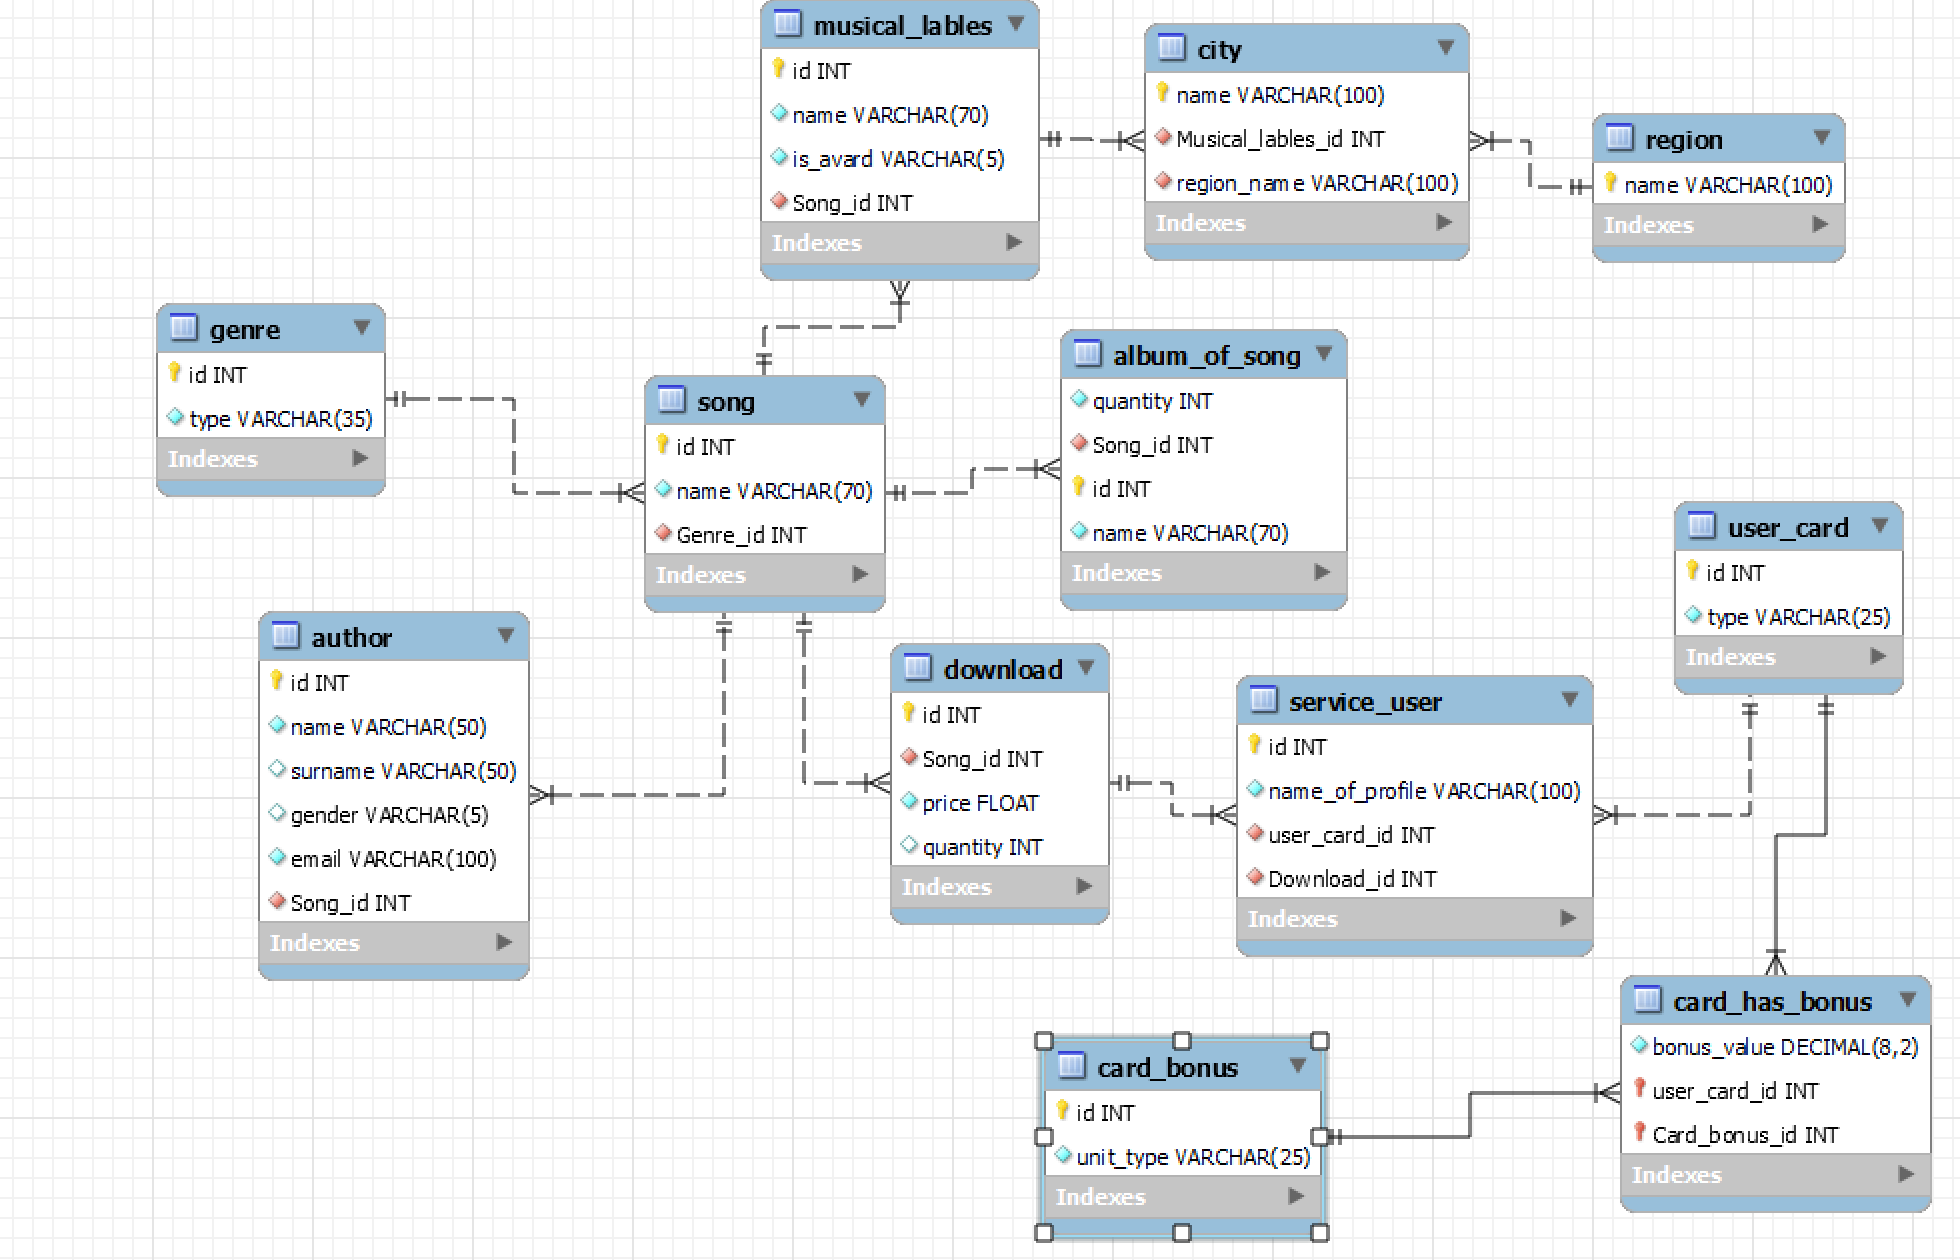 musical_lables
id INT
name VARCHAR(70)
is_avard VARCHAR(5)
Song_id INT
Indexes
city
name VARCHAR(100)
Musical_lables_id INT
region_name VARCHAR(100)
Indexes
region
name VARCHAR(100)
Indexes
genre
id INT
type VARCHAR(35)
Indexes
song
id INT
name VARCHAR(70)
Genre_id INT
Indexes
album_of_song
quantity INT
Song_id INT
id INT
name VARCHAR(70)
Indexes
user_card
id INT
type VARCHAR(25)
Indexes
author
id INT
name VARCHAR(50)
surname VARCHAR(50)
gender VARCHAR(5)
email VARCHAR(100)
Song_id INT
Indexes
download
id INT
Song_id INT
price FLOAT
quantity INT
Indexes
service_user
id INT
name_of_profile VARCHAR(100)
user_card_id INT
Download_id INT
Indexes
card_bonus
id INT
unit_type VARCHAR(25)
Indexes
card_has_bonus
bonus_value DECIMAL(8,2)
user_card_id INT
Card_bonus_id INT
Indexes